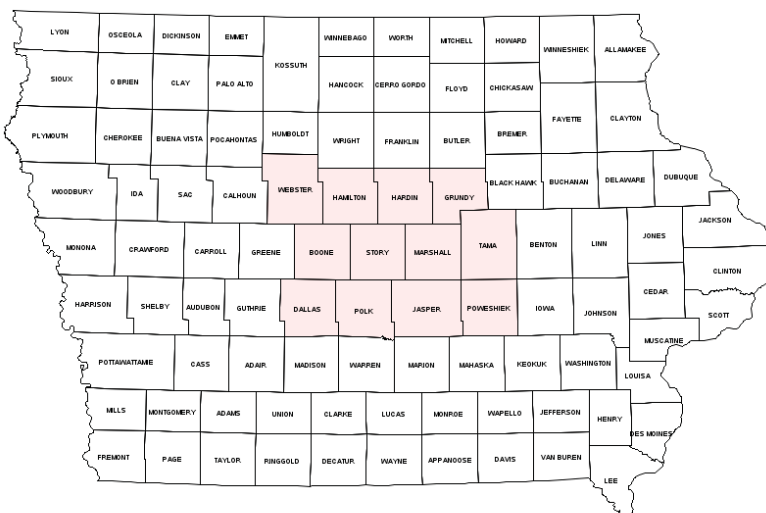 LYON OSCEOLA DICKINSON EMMET WINNEBAGO WORTH MITCHELL HOWARD WINNESHIEK ALLAMAKEE
KOSSUTH
SIOUX O BRIEN CLAY PALO ALTO HANCOCK CERRO GORDO FLOYD CHICKASAW
PLYMOUTH CHEROKEE BUENA VISTA POCAHONTAS HUMBOLDT WRIGHT FRANKLIN BUTLER BREMER FAYETTE CLAYTON
WOODBURY IDA SAC CALHOUN WEBSTER HAMILTON HARDIN GRUNDY BLACK HAWK BUCHANAN DELAWARE DUBUQUE
MONONA CRAWFORD CARROLL GREENE BOONE STORY MARSHALL TAMA BENTON LINN JONES JACKSON
CLINTON
HARRISON SHELBY AUDUBON GUTHRIE DALLAS POLK JASPER POWESHIEK IOWA JOHNSON CEDAR SCOTT
MUSCATINE
POTTAWATTAMIE CASS ADAIR MADISON WARREN MARION MAHASKA KEOKUK WASHINGTON LOUISA
MILLS MONTGOMERY ADAMS UNION CLARKE LUCAS MONROE WAPELLO JEFFERSON HENRY DES MOINES
FREMONT PAGE TAYLOR RINGGOLD DECATUR WAYNE APPANOOSE DAVIS VAN BUREN LEE